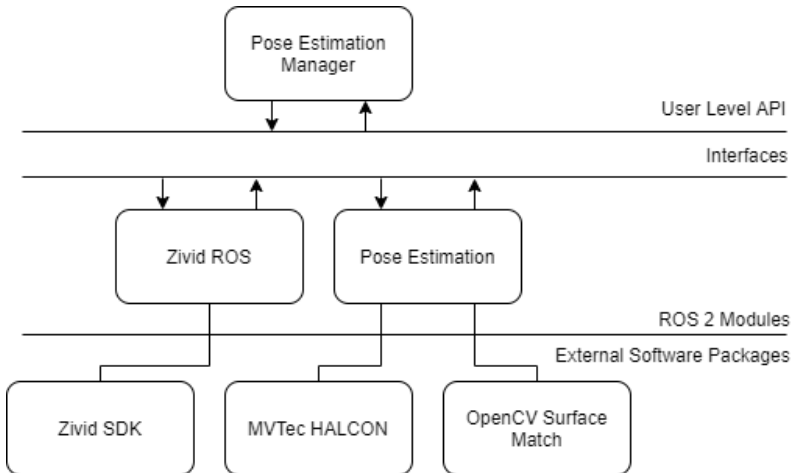 Pose Estimation
Manager
User Level API
Interfaces
Zivid ROS
Pose Estimation
ROS 2 Modules
External Software Packages
Zivid SDK
MVTec HALCON
OpenCV Surface
Match